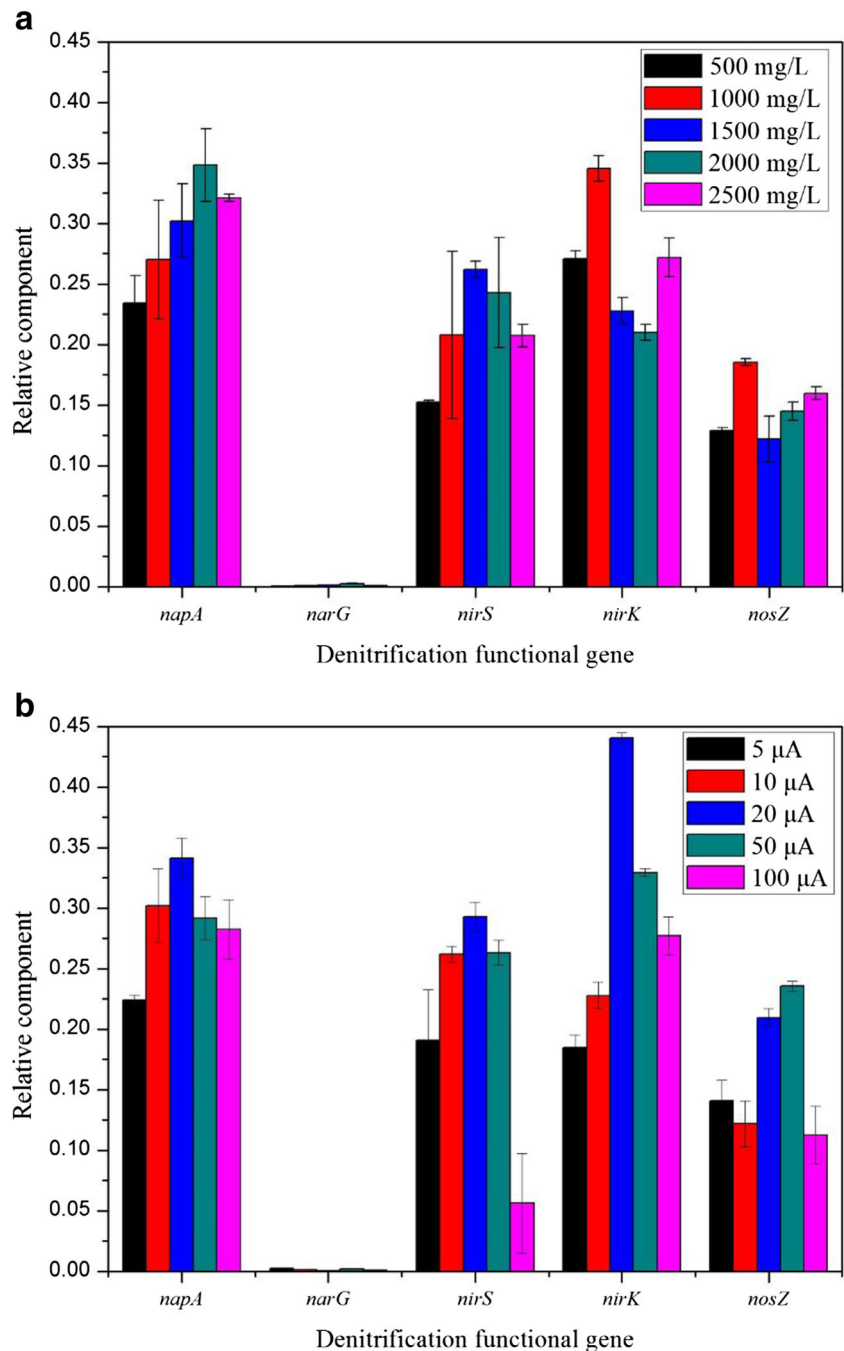 a
0.45
0.40
0.35
0.30
0.25
0.20
0.15
0.10
0.05
0.00
Relative component
500 mg/L
1000 mg/L
1500 mg/L
2000 mg/L
2500 mg/L
napA narG nirS nirK nosZ
Denitrification functional gene
b
0.45
0.40
0.35
0.30
0.25
0.20
0.15
0.10
0.05
0.00
Relative component
5 µA
10 µA
20 µA
50 µA
100 µA
napA narG nirS nirK nosZ
Denitrification functional gene